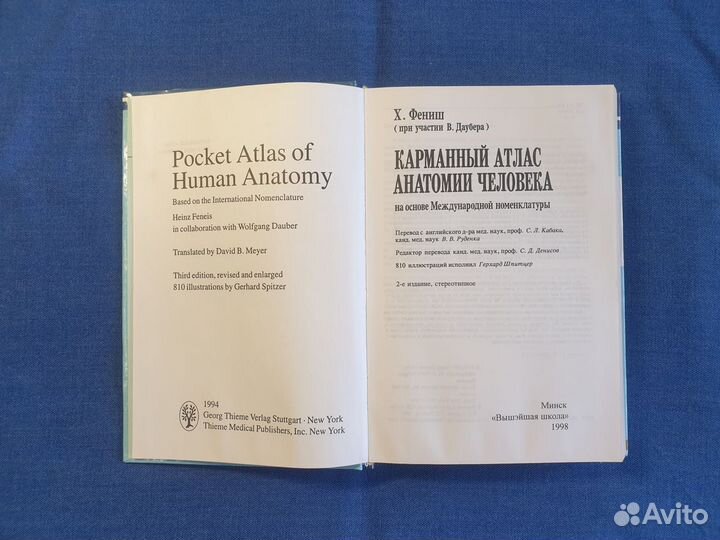 Pocket Atlas of
Human Anatomy
Based on the International Nomenclature
Heinz Feneis
in collaboration with Wolfgang Dauber
Translated by David B. Meyer
Third edition, revised and enlarged
810 illustrations by Gerhard Spitzer
1994
Georg Thieme Verlag Stuttgart · New York
Thieme Medical Publishers, Inc. New York
Х. Фениш
(при участии В. Даубера)
КАРМАННЫЙ АТЛАС
АНАТОМИИ ЧЕЛОВЕКА
на основе Международной номенклатуры
Перевод с английского д-ра мед. наук, проф. С. Л. Кабака,
канд. мед. наук В. В. Руденка
Редактор перевода канд. мед. наук, проф. С. Д. Денисов
810 иллюстраций исполнил Герхард Шпитцер
2-е издание, стереотипное
Минск
«Вышэйшая школа»
1998
Avito